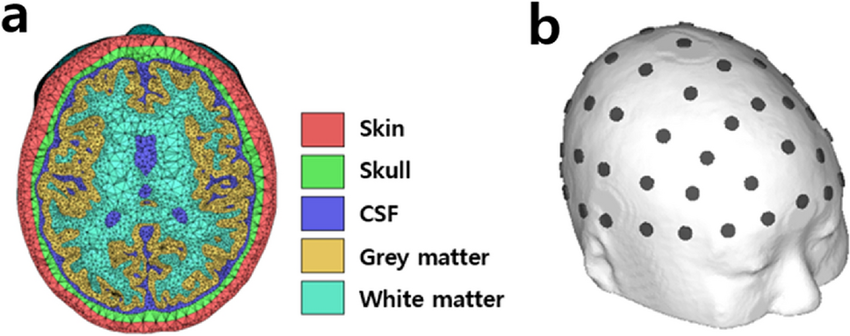 a
Skin
Skull
CSF
Grey matter
White matter
b